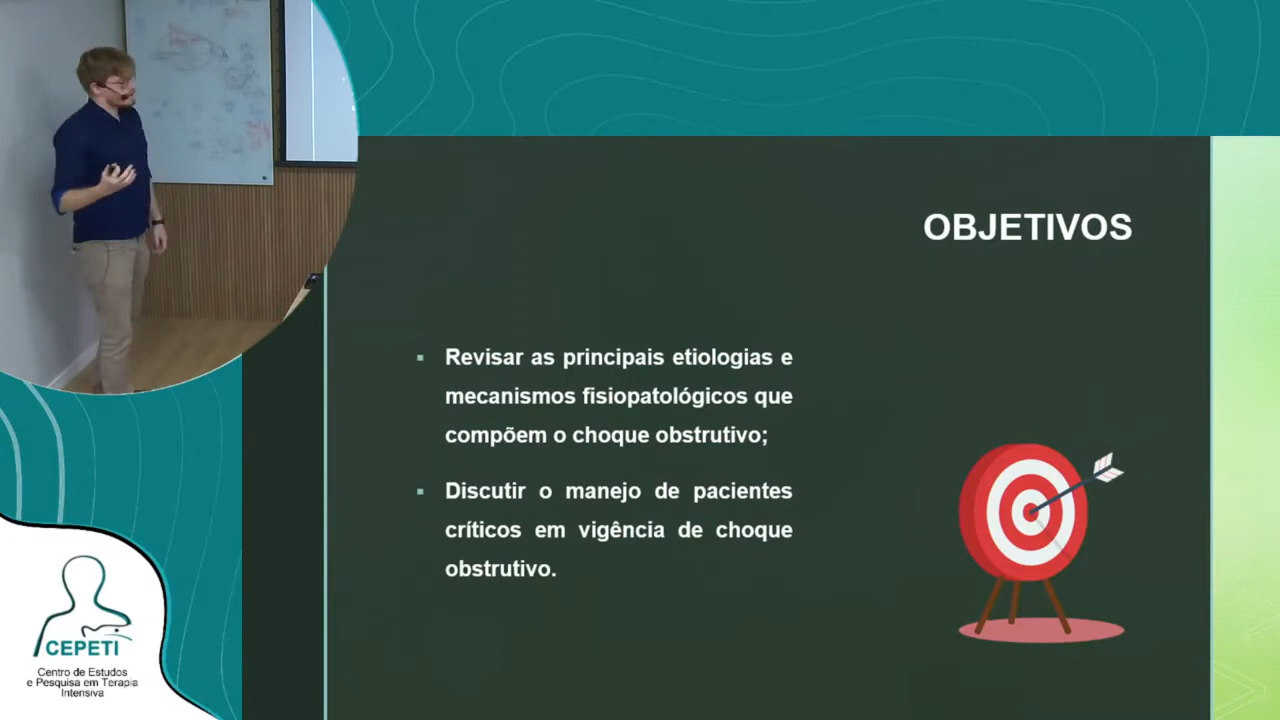 OBJETIVOS
Revisar as principais etiologias e
mecanismos fisiopatológicos que
compõem o choque obstrutivo;
Discutir o manejo de pacientes
críticos em vigência de choque
obstrutivo.
CEPETI
Centro de Estudos
e Pesquisa em Terapia
Intensiva